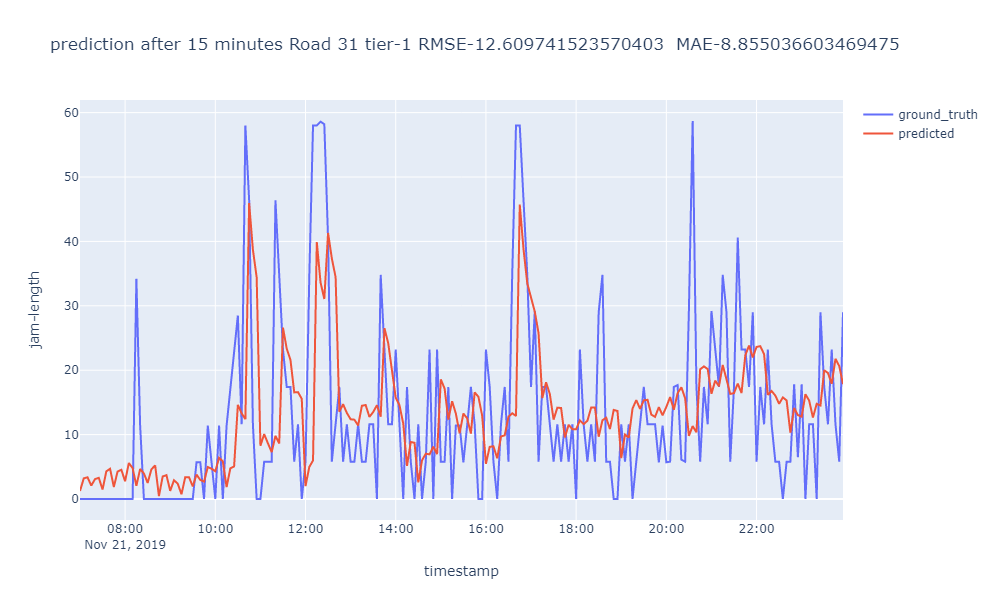 prediction after 15 minutes Road 31 tier-1 RMSE-12.609741523570403  MAE-8.855036603469475
ground_truth
predicted
60
50
40
30
20
10
0
jam-length
08:00 10:00 12:00 14:00 16:00 18:00 20:00 22:00
Nov 21, 2019
timestamp